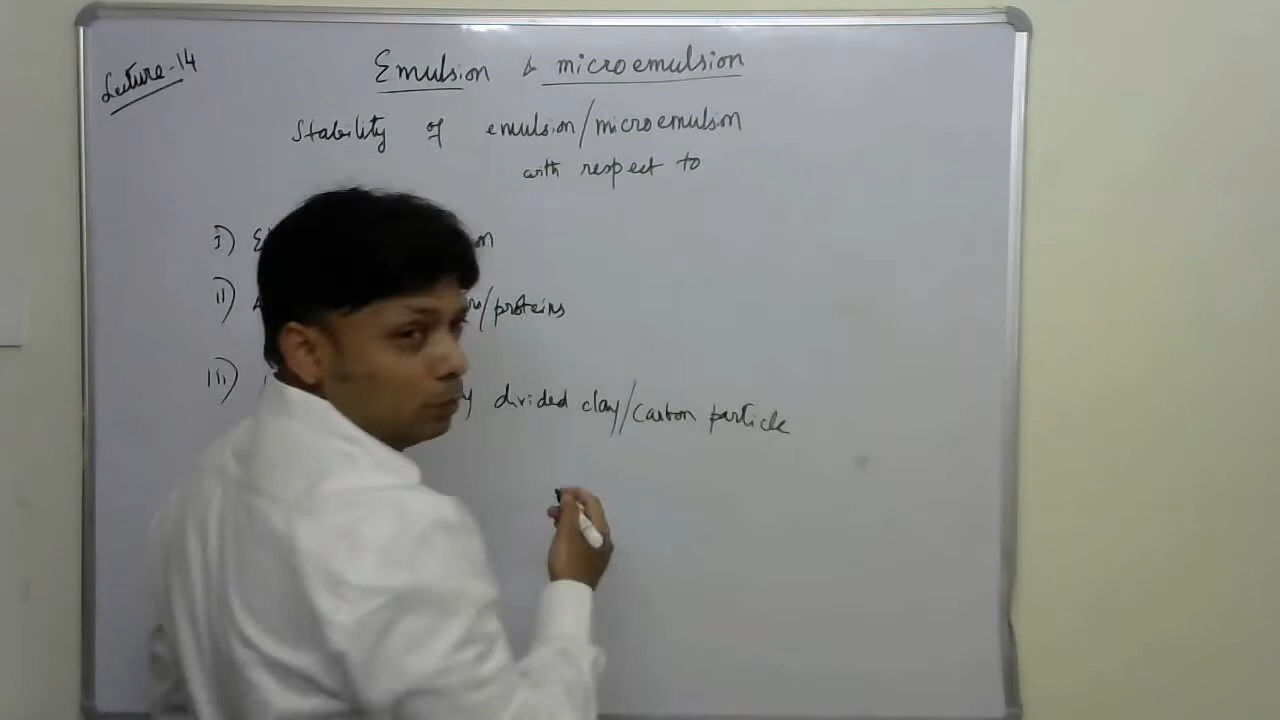 Lecture-14
Emulsion & microemulsion
Stability of emulsion/microemulsion
with respect to
i)
ii) /proteins
iii) divided clay/carbon particle